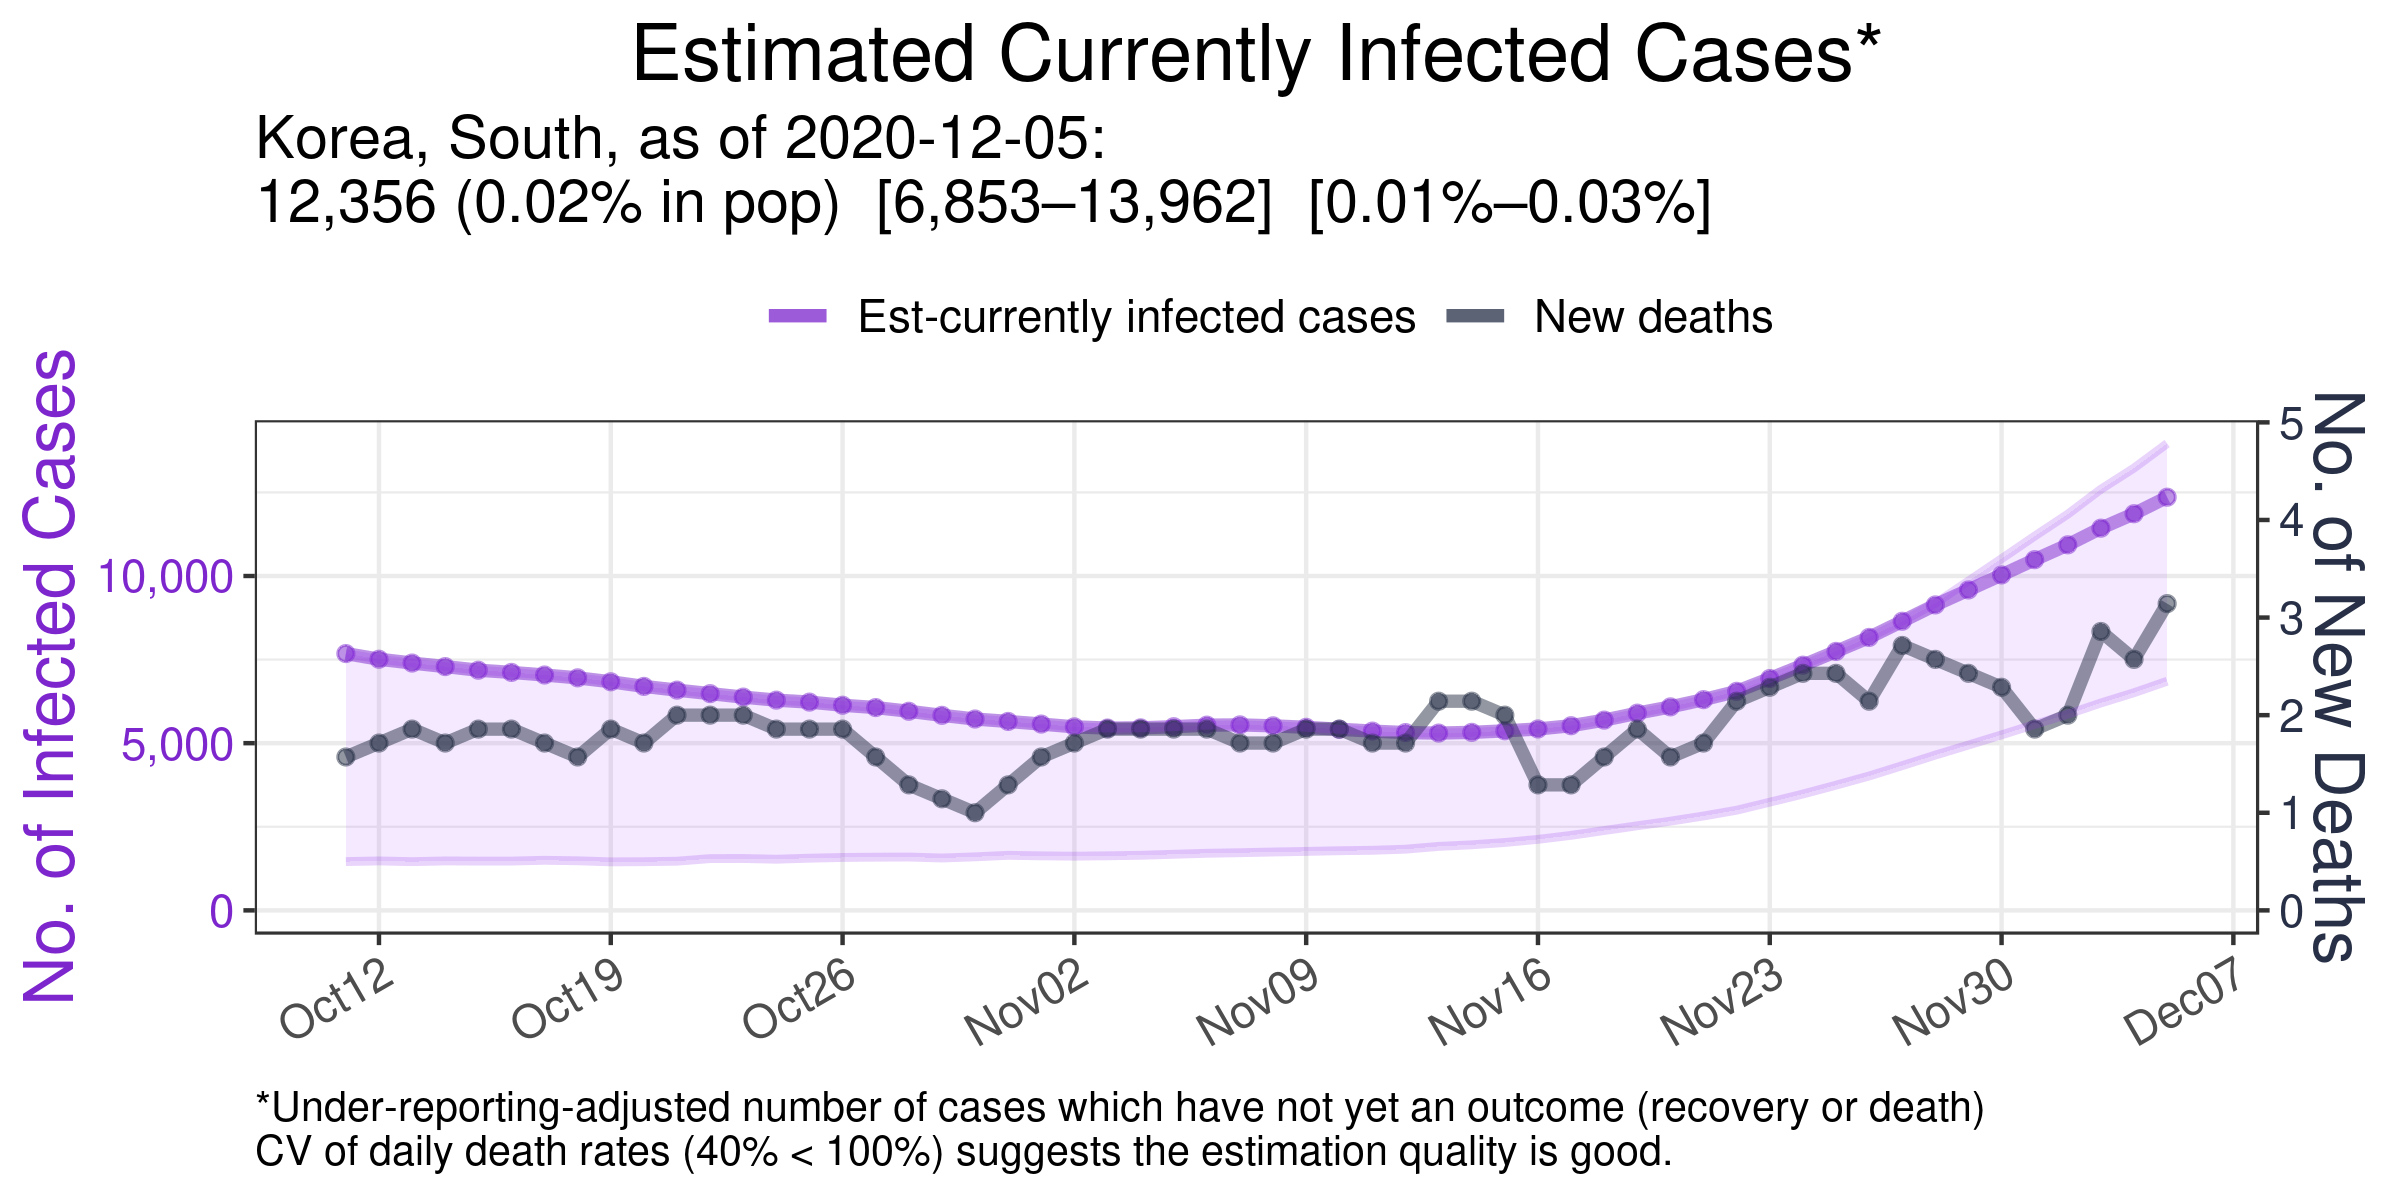 Estimated Currently Infected Cases*
Korea, South, as of 2020-12-05:
12,356 (0.02% in pop)  [6,853–13,962]  [0.01%–0.03%]
Est-currently infected cases
New deaths
No. of Infected Cases
10,000
5,000
0
5
4
3
2
1
0
No. of New Deaths
Oct12
Oct19
Oct26
Nov02
Nov09
Nov16
Nov23
Nov30
Dec07
*Under-reporting-adjusted number of cases which have not yet an outcome (recovery or death)
CV of daily death rates (40% < 100%) suggests the estimation quality is good.